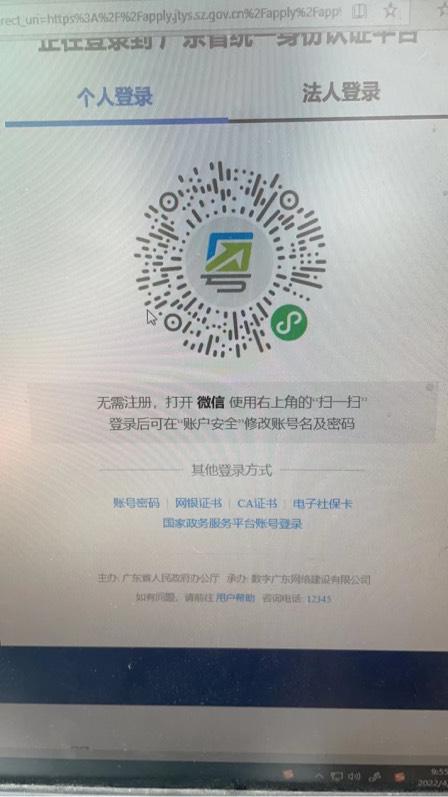 rect_uri=https%3A%2F%2Fapply.jtys.sz.gov.cn%2Fapply%2Fapp
正在登录到广东省统一身份认证平台
个人登录 法人登录
无需注册，打开 微信 使用右上角的“扫一扫”
登录后可在“账户安全”修改账号名及密码
其他登录方式
账号密码 | 网银证书 | CA证书 | 电子社保卡
国家政务服务平台账号登录
主办: 广东省人民政府办公厅 承办: 数字广东网络建设有限公司
如有问题，请前往 用户帮助 咨询电话: 12345
9:55
2022/4/